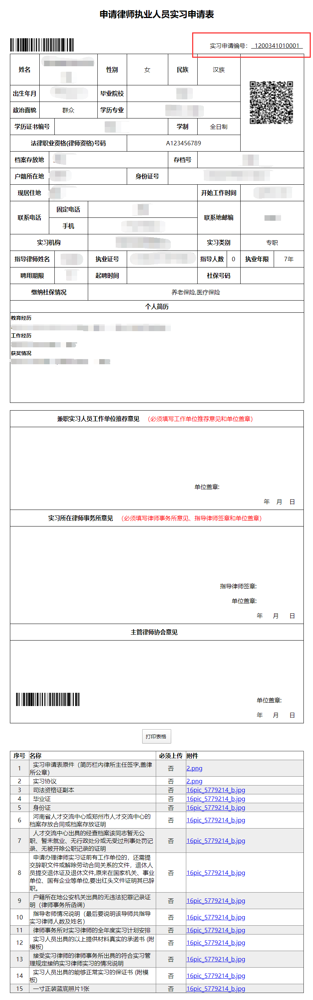 申请律师执业人员实习申请表
实习申请编号： 1200341010001
姓名 性别 女 民族 汉族
出生年月 毕业院校
政治面貌 群众 学历专业
学历证书编号 学制 全日制
法律职业资格(律师资格)号码 A123456789
档案存放地 存档号
户籍所在地 身份证号
现居住地 开始工作时间
联系电话 固定电话 联系地邮编
手机
实习机构 实习类别 专职
指导律师姓名 执业证号 指导人数 0 执业年限 7年
聘用期限 起聘时间 社保号码
缴纳社保情况 养老保险,医疗保险
个人简历
教育经历
工作经历
获奖情况
兼职实习人员工作单位推荐意见 （必须填写工作单位推荐意见和单位盖章）
单位盖章:
年 月 日
实习所在律师事务所意见 （必须填写律师事务所意见、指导律师签章和单位盖章）
指导律师签章:
单位盖章:
年 月 日
主管律师协会意见
单位盖章:
年 月 日
打印表格
序号 名称 必须上传 附件
1 实习申请表原件（简历栏内律所主任签字,盖律 否 2.png
所公章）
2 实习协议 否 2.png
3 司法资格证副本 否 16pic_5779214_b.jpg
4 毕业证 否 16pic_5779214_b.jpg
5 身份证 否 16pic_5779214_b.jpg
6 河南省人才交流中心或郑州市人才交流中心的 否 16pic_5779214_b.jpg
档案存放合同或档案存放证明
7 人才交流中心出具的经查档案该同志暂无公 否 16pic_5779214_b.jpg
职、暂未就业、无行政处分或无受过刑事处罚记
录、无被开除公职记录的证明
8 申请办理律师实习证前有工作单位的，还需提 否 16pic_5779214_b.jpg
交辞职文件或解除劳动合同关系的文件，退休人
员提交退休证及退休文件,原来在国家机关、事业
单位、国有企业等单位,要出红头文件证明其已辞
职。
9 户籍所在地公安机关出具的无违法犯罪记录证 否 16pic_5779214_b.jpg
明（律师事务所函调）
10 指导老师情况说明（最后要说明该导师共指导 否 16pic_5779214_b.jpg
实习律师人数及姓名）
11 律师事务所对实习律师的全年度实习计划安排 否 16pic_5779214_b.jpg
12 实习人员出具的以上提供材料真实的承诺书 (附 否 16pic_5779214_b.jpg
模板)
13 接受实习律师的律师事务所出具的符合实习管 否 16pic_5779214_b.jpg
理规定接纳实习律师实习的情况说明
14 实习人员出具的能够正常实习的保证书 (附模 否 16pic_5779214_b.jpg
板)
15 一寸正装蓝底照片1张 否 16pic_5779214_b.jpg